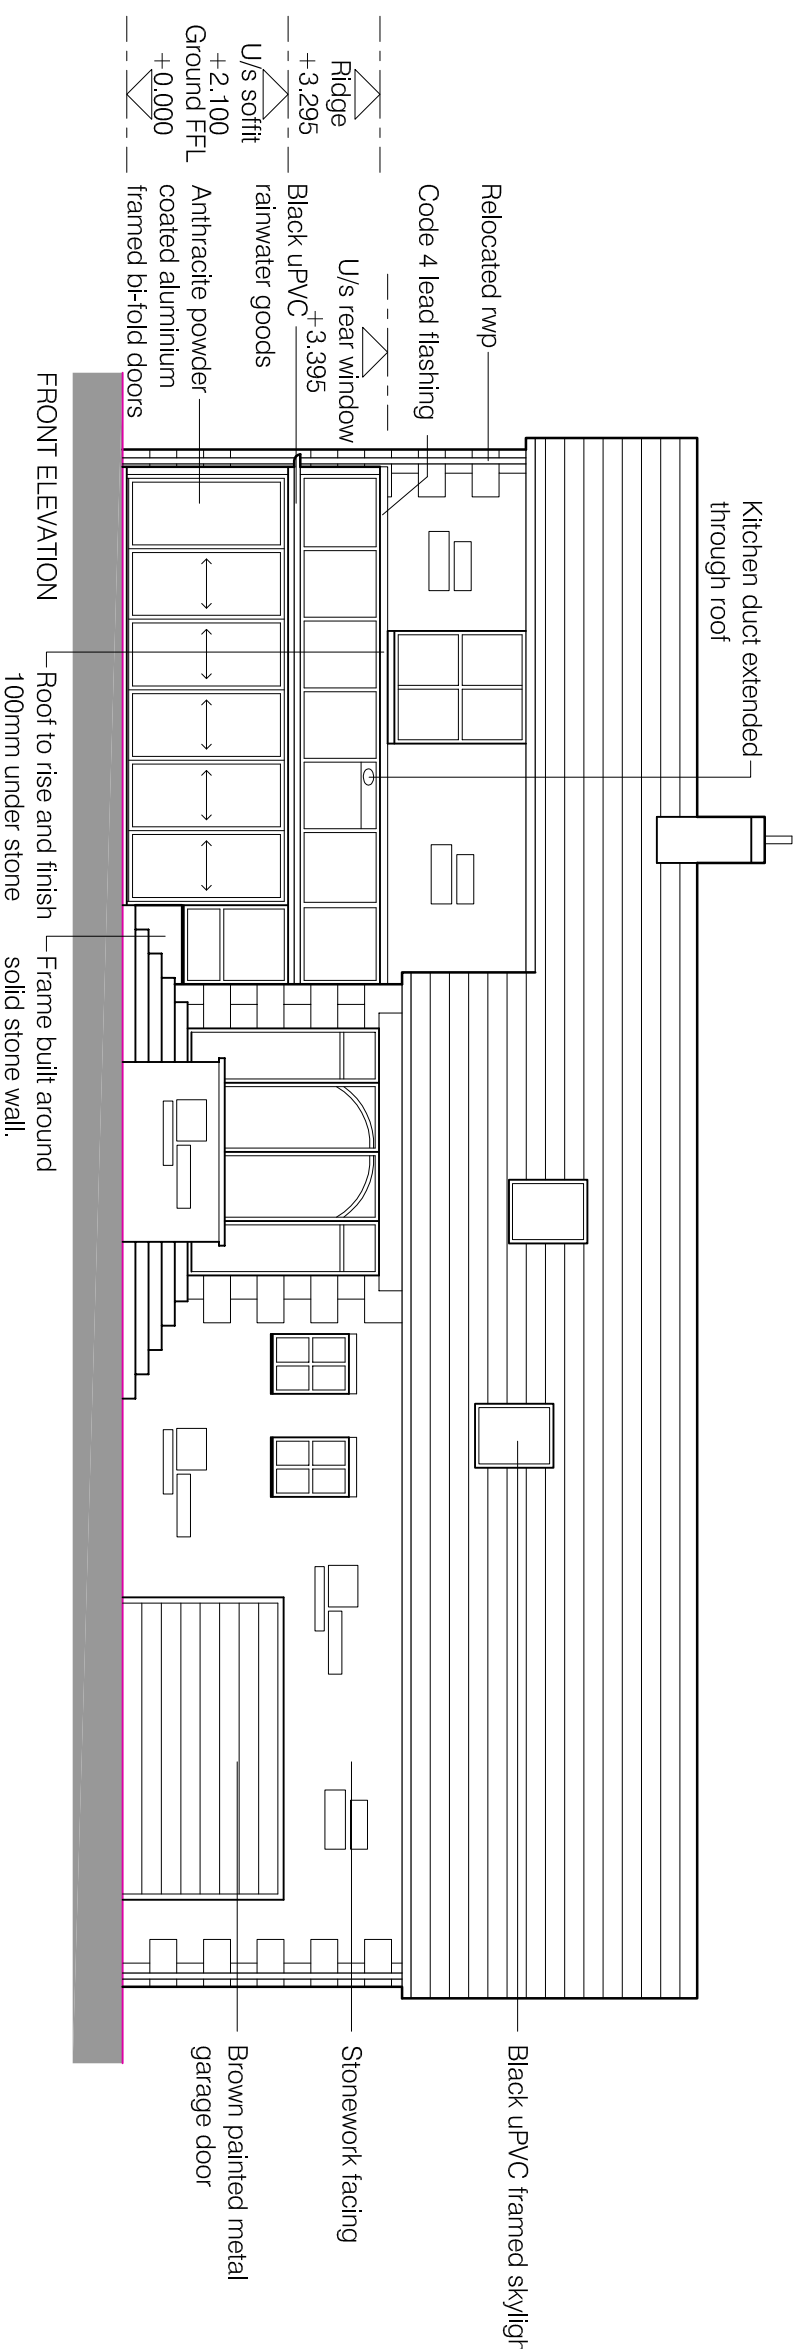 Kitchen duct extended
through roof
Relocated rwp
Code 4 lead flashing
U/s rear window
+3.395
Ridge
+3.295
Black uPVC
rainwater goods
U/s soffit
+2.100
Ground FFL
+0.000
Anthracite powder
coated aluminium
framed bi-fold doors
FRONT ELEVATION
Roof to rise and finish
100mm under stone
Frame built around
solid stone wall.
Black uPVC framed
Stonework facing
Brown painted metal
garage door